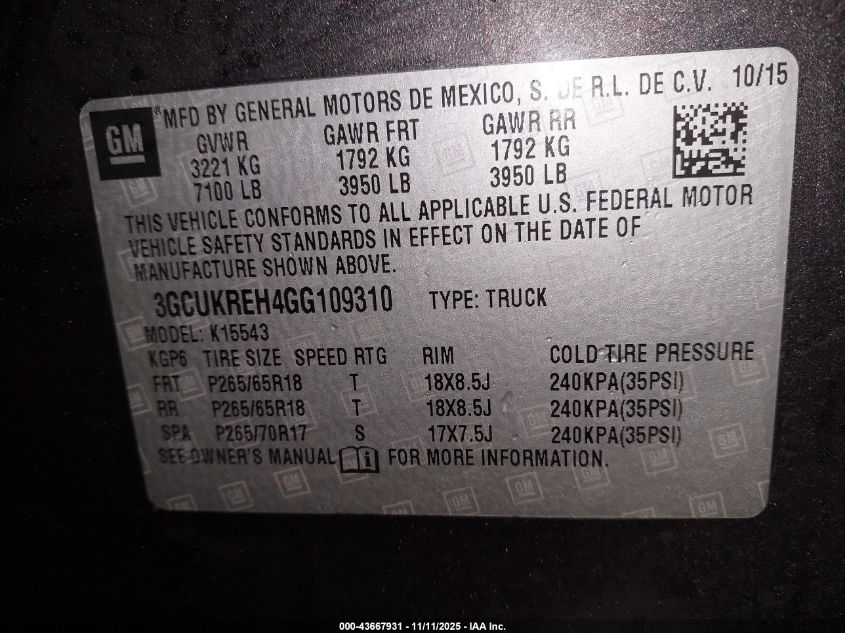 GM ® MFD BY GENERAL MOTORS DE MEXICO, S. DE R.L. DE C.V. 10/15
GVWR GAWR FRT GAWR RR
3221 KG 1792 KG 1792 KG
7100 LB 3950 LB 3950 LB
THIS VEHICLE CONFORMS TO ALL APPLICABLE U.S. FEDERAL MOTOR
VEHICLE SAFETY STANDARDS IN EFFECT ON THE DATE OF
MANUFACTURE SHOWN ABOVE.
3GCUKREH4GG109310 TYPE: TRUCK
MODEL: K15543
KGP6 TIRE SIZE SPEED RTG RIM COLD TIRE PRESSURE
FRT P265/65R18 T 18X8.5J 240KPA(35PSI)
RR P265/65R18 T 18X8.5J 240KPA(35PSI)
SPA P265/70R17 S 17X7.5J 240KPA(35PSI)
SEE OWNER'S MANUAL i FOR MORE INFORMATION.
000-43667931 - 11/11/2025 - IAA Inc.